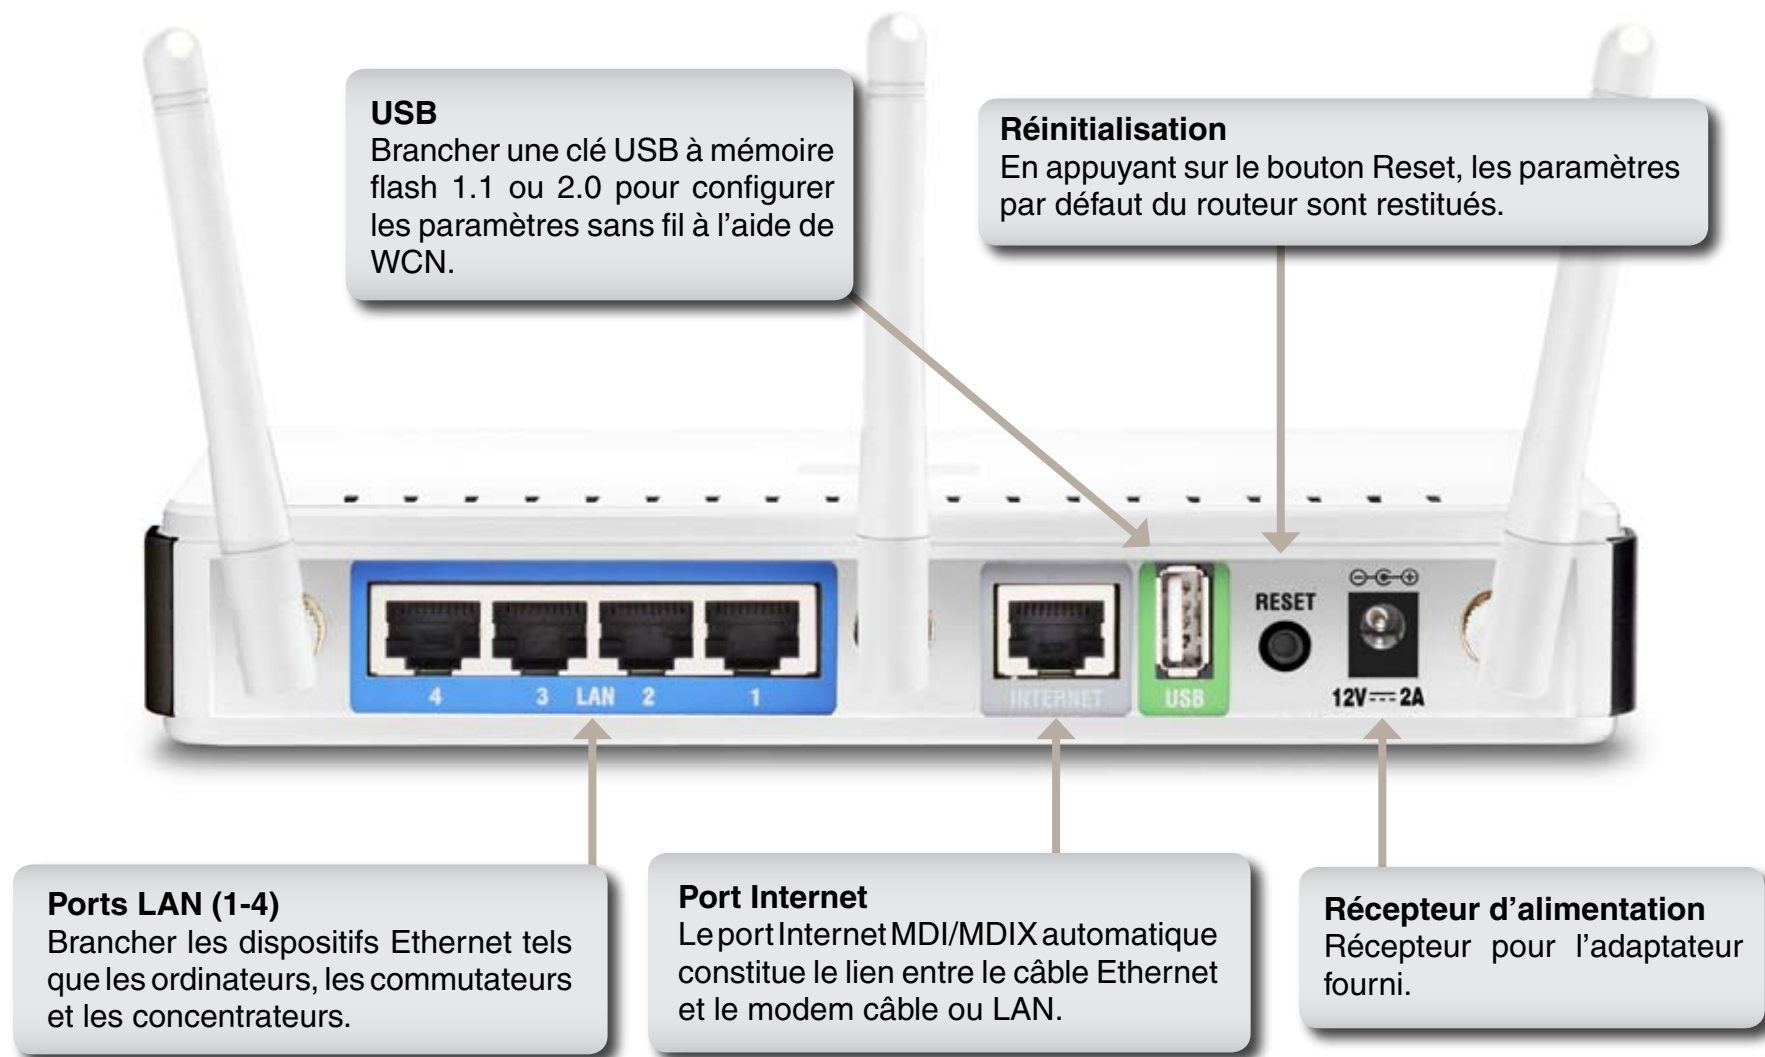 USB
Brancher une clé USB à mémoire
flash 1.1 ou 2.0 pour configurer
les paramètres sans fil à l’aide de
WCN.
Réinitialisation
En appuyant sur le bouton Reset, les paramètres
par défaut du routeur sont restitués.
RESET
12V 2A
4 3 LAN 2 1
INTERNET
USB
Ports LAN (1-4)
Brancher les dispositifs Ethernet tels
que les ordinateurs, les commutateurs
et les concentrateurs.
Port Internet
Le port Internet MDI/MDIX automatique
constitue le lien entre le câble Ethernet
et le modem câble ou LAN.
Récepteur d’alimentation
Récepteur pour l’adaptateur
fourni.